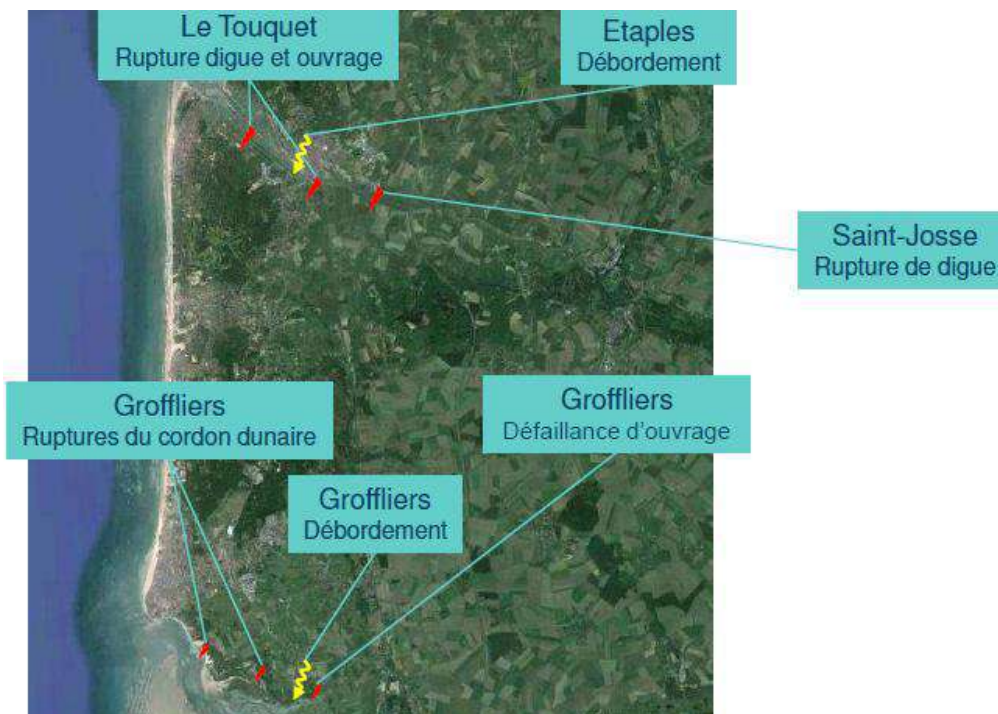 Le Touquet
Rupture digue et ouvrage
Etaples
Débordement
Saint-Josse
Rupture de digue
Groffliers
Ruptures du cordon dunaire
Groffliers
Défaillance d'ouvrage
Groffliers
Débordement